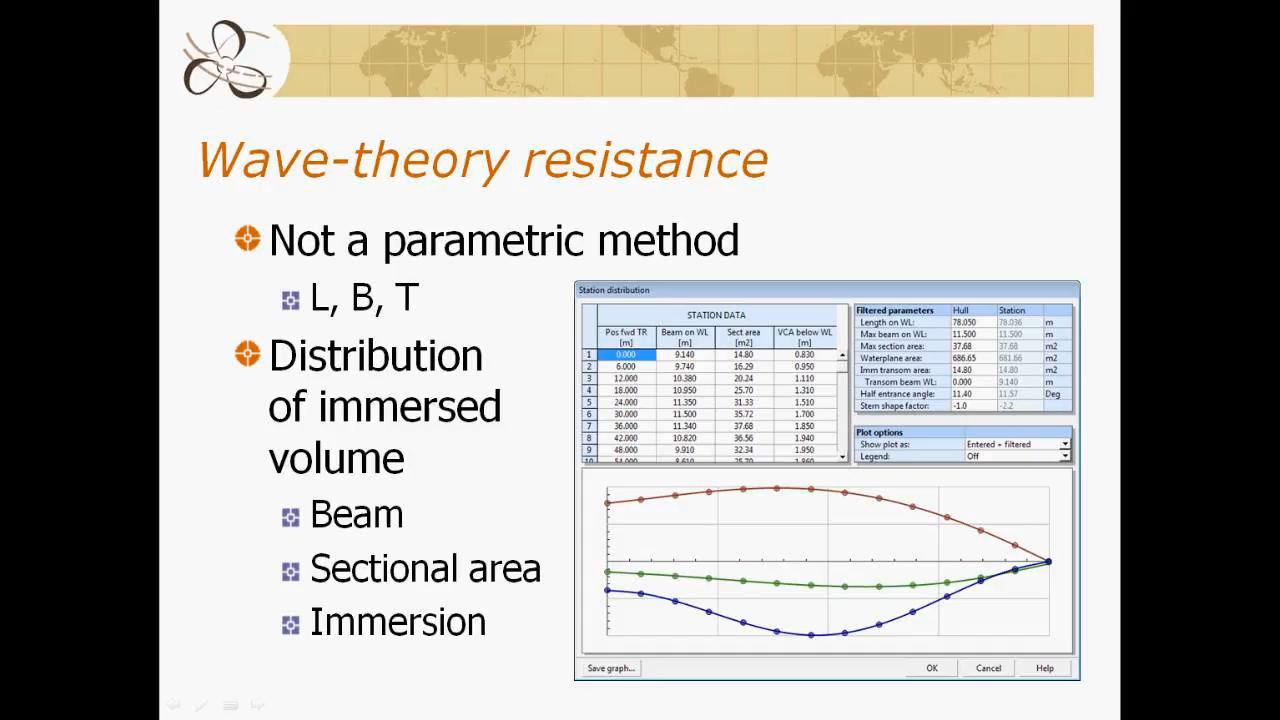 Wave-theory resistance
Not a parametric method
L, B, T
Distribution
of immersed
volume
Beam
Sectional area
Immersion
Station distribution
STATION DATA
Pos fwd TR Beam on WL Sect area VCA below WL
[m] [m] [m2] [m]
1 0.000 9.140 14.80 0.830
2 6.000 9.740 16.29 0.950
3 12.000 10.380 20.24 1.110
4 18.000 10.950 25.70 1.310
5 24.000 11.350 31.33 1.510
6 30.000 11.500 35.72 1.700
7 36.000 11.340 37.68 1.850
8 42.000 10.820 36.56 1.940
9 48.000 9.910 32.34 1.950
10 54.000 8.610 25.70 1.860
Filtered parameters Hull Station
Length on WL: 78.050 78.036 m
Max beam on WL: 11.500 11.500 m
Max section area: 37.68 37.68 m2
Waterplane area: 686.65 681.66 m2
Imm transom area: 14.80 14.80 m2
Transom beam WL: 0.000 9.140 m
Half entrance angle: 11.40 11.57 Deg
Stern shape factor: -1.0 -2.2
Plot options
Show plot as: Entered + filtered
Legend: Off
Save graph... OK Cancel Help